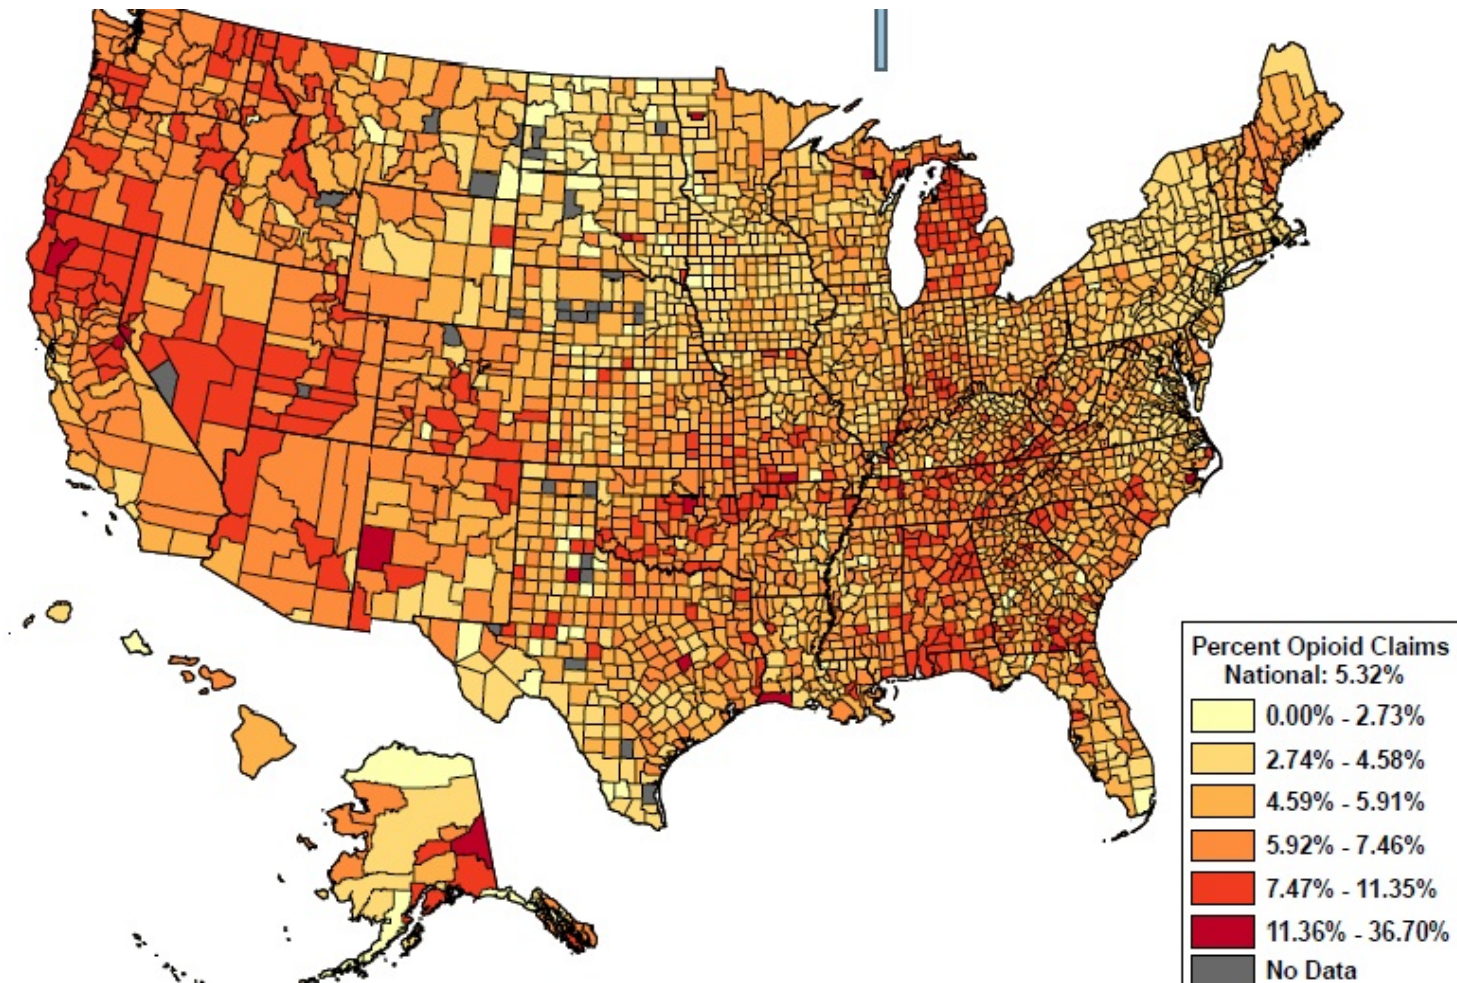 Percent Opioid Claims
National: 5.32%
0.00% - 2.73%
2.74% - 4.58%
4.59% - 5.91%
5.92% - 7.46%
7.47% - 11.35%
11.36% - 36.70%
No Data